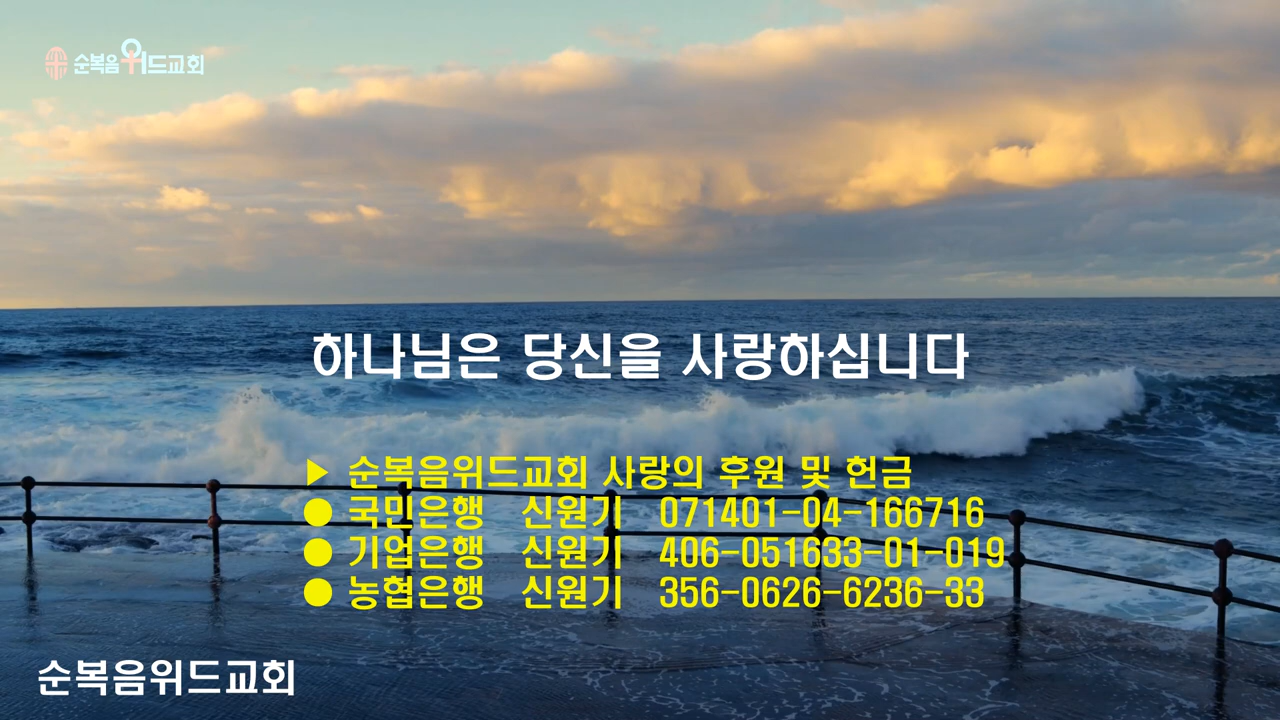 순복음위드교회
하나님은 당신을 사랑하십니다
▶ 순복음위드교회 사랑의 후원 및 헌금
● 국민은행 신원기 071401-04-166716
● 기업은행 신원기 406-051633-01-019
● 농협은행 신원기 356-0626-6236-33
순복음위드교회